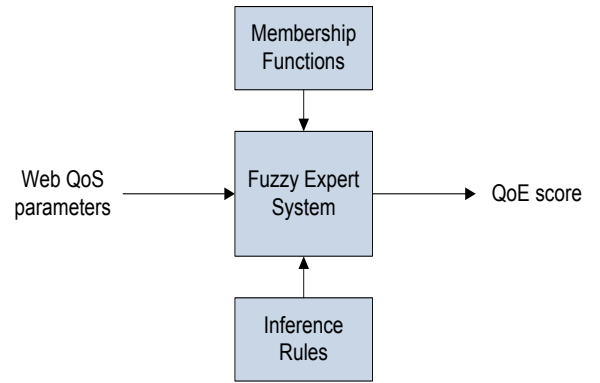 Membership
Functions
Web QoS
parameters
Fuzzy Expert
System
QoE score
Inference
Rules